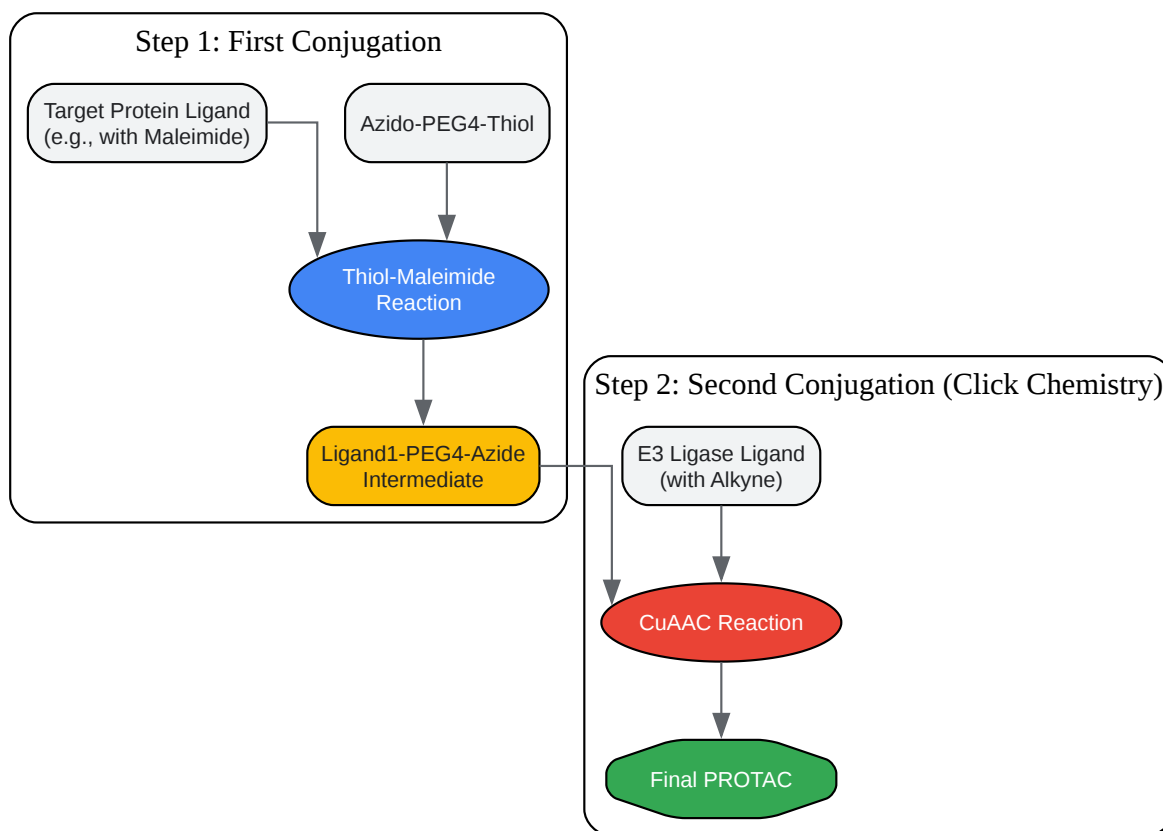 Step 1: First Conjugation
Target Protein Ligand
(e.g., with Maleimide)
Azido-PEG4-Thiol
Thiol-Maleimide
Reaction
Ligand1-PEG4-Azide
Intermediate
Step 2: Second Conjugation (Click Chemistry)
E3 Ligase Ligand
(with Alkyne)
CuAAC Reaction
Final PROTAC